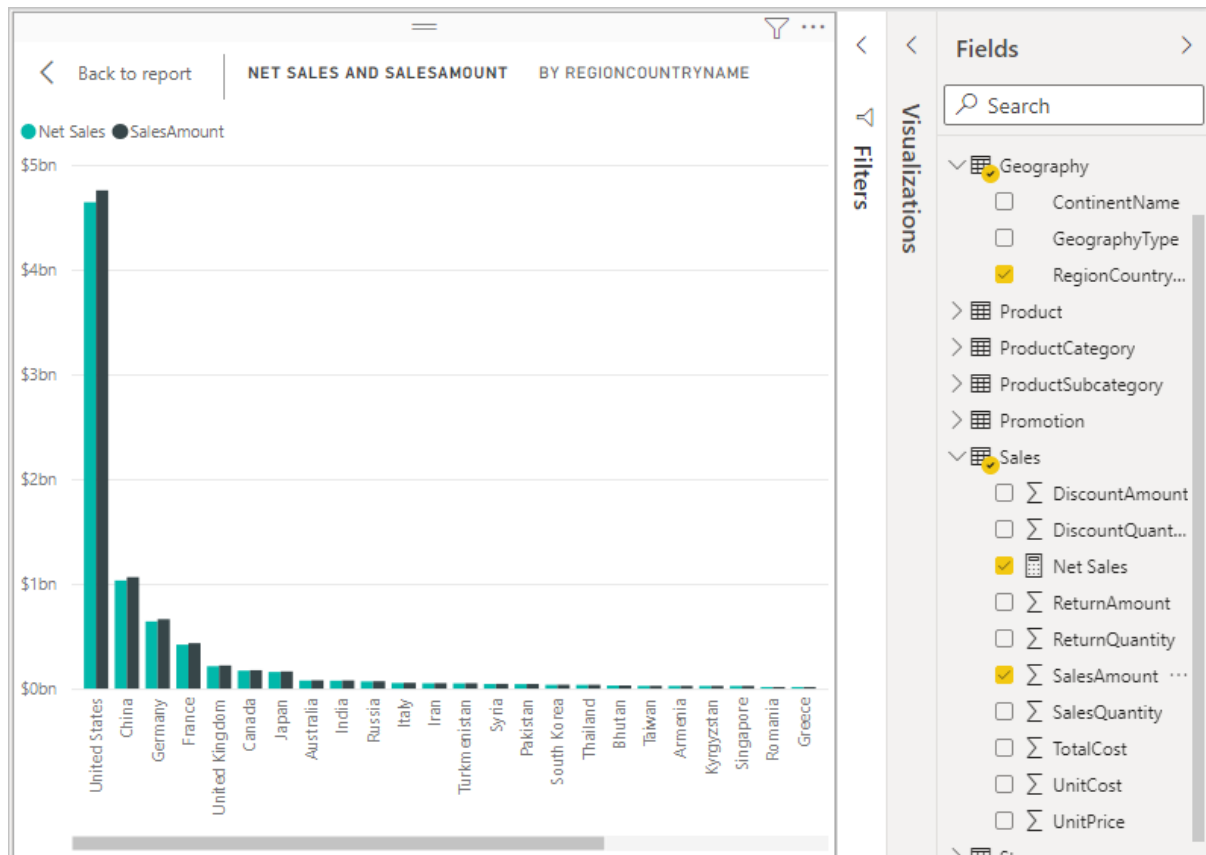 Back to report
NET SALES AND SALESAMOUNT
BY REGIONCOUNTRYNAME
Net Sales
SalesAmount
$5bn
$4bn
$3bn
$2bn
$1bn
$0bn
United States
China
Germany
France
United Kingdom
Canada
Japan
Australia
India
Russia
Italy
Iran
Turkmenistan
Syria
Pakistan
South Korea
Thailand
Bhutan
Taiwan
Armenia
Kyrgyzstan
Singapore
Romania
Greece
Filters
Visualizations
Fields
Search
Geography
ContinentName
GeographyType
RegionCountry...
Product
ProductCategory
ProductSubcategory
Promotion
Sales
DiscountAmount
DiscountQuant...
Net Sales
ReturnAmount
ReturnQuantity
SalesAmount
SalesQuantity
TotalCost
UnitCost
UnitPrice